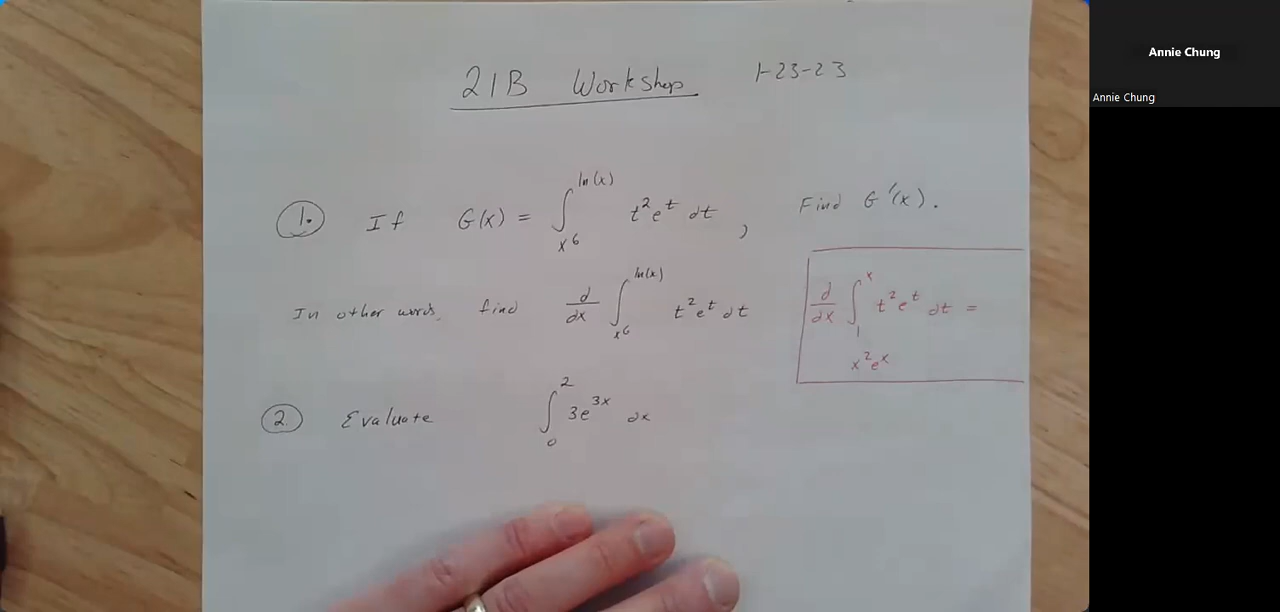 21B Workshop 1-23-23
1. If G(x) = ∫_{x^6}^{ln(x)} t^2 e^t dt , Find G'(x).
In other words, find d/dx ∫_{x^6}^{ln(x)} t^2 e^t dt
d/dx ∫_1^x t^2 e^t dt =
x^2 e^x
2. Evaluate ∫_0^2 3e^{3x} dx
Annie Chung
Annie Chung